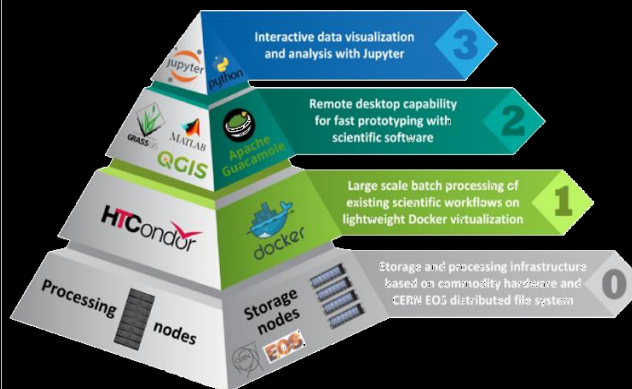 Interactive data visualization
and analysis with Jupyter
3
jupyter
python
Remote desktop capability
for fast prototyping with
scientific software
2
GRASS GIS
MATLAB
QGIS
Apache
Guacamole
Large scale batch processing of
existing scientific workflows on
lightweight Docker virtualization
1
HTCondor
docker
Storage and processing infrastructure
based on commodity hardware and
CERN EOS distributed file system
0
Processing
nodes
Storage
nodes
CERN
EOS